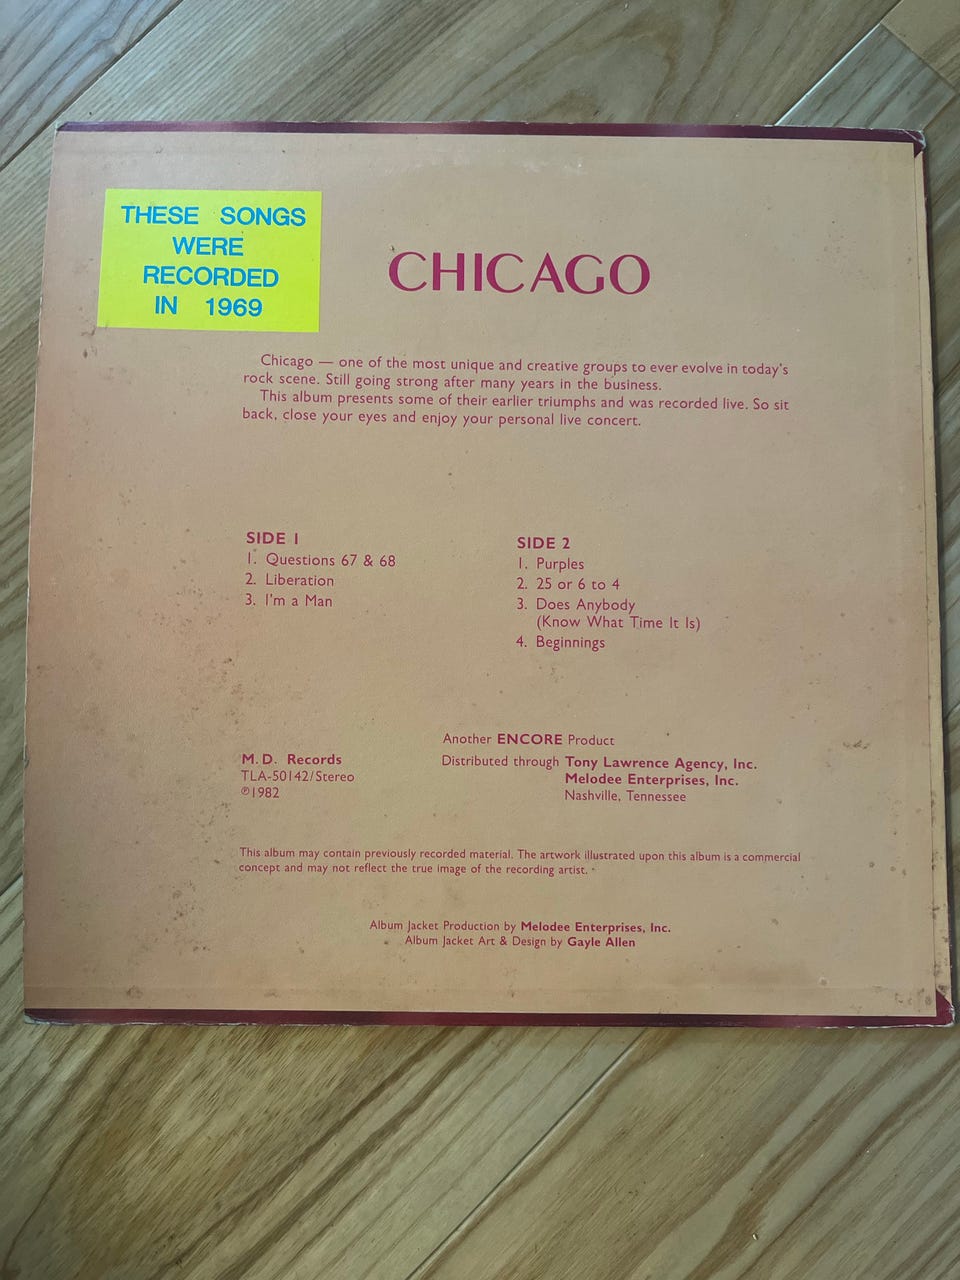 THESE SONGS
WERE
RECORDED
IN 1969
CHICAGO
Chicago — one of the most unique and creative groups to ever evolve in today's
rock scene. Still going strong after many years in the business.
This album presents some of their earlier triumphs and was recorded live. So sit
back, close your eyes and enjoy your personal live concert.
SIDE 1
1. Questions 67 & 68
2. Liberation
3. I'm a Man
SIDE 2
1. Purples
2. 25 or 6 to 4
3. Does Anybody
(Know What Time It Is)
4. Beginnings
Another ENCORE Product
M. D. Records
TLA-50142/Stereo
℗1982
Distributed through Tony Lawrence Agency, Inc.
Melodee Enterprises, Inc.
Nashville, Tennessee
This album may contain previously recorded material. The artwork illustrated upon this album is a commercial
concept and may not reflect the true image of the recording artist.
Album Jacket Production by Melodee Enterprises, Inc.
Album Jacket Art & Design by Gayle Allen